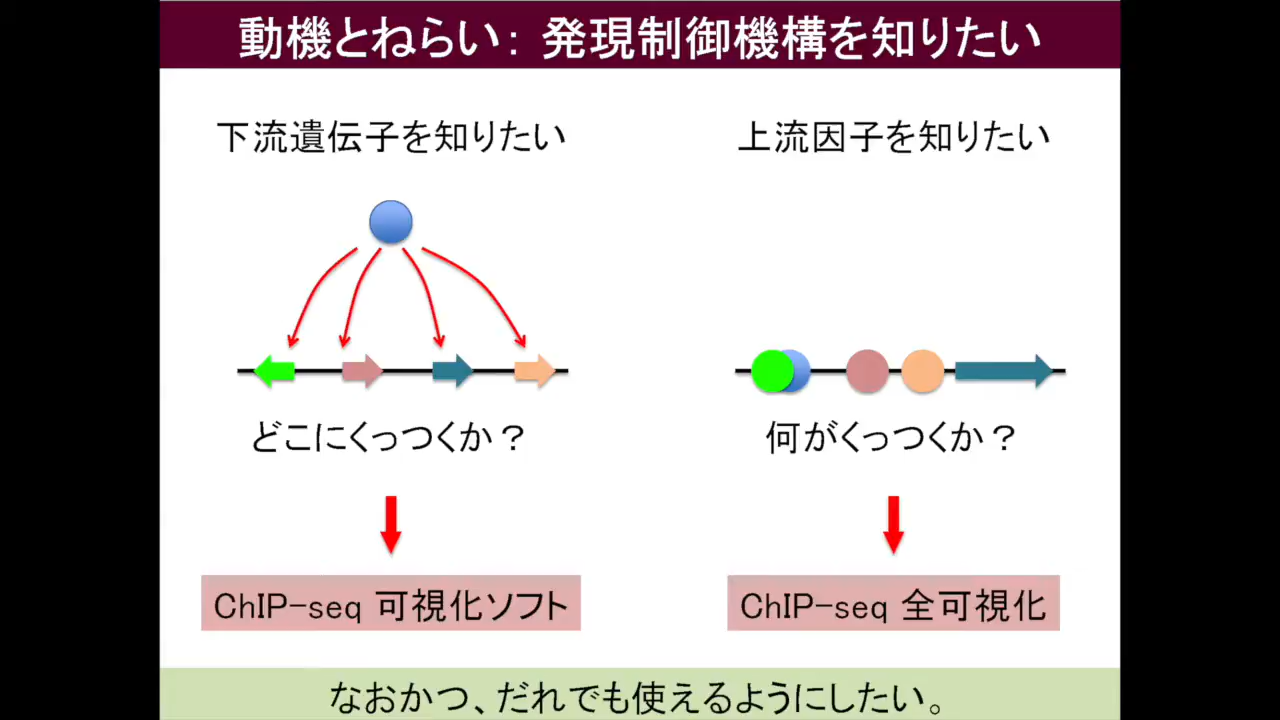 動機とねらい： 発現制御機構を知りたい
下流遺伝子を知りたい
どこにくっつくか？
ChIP-seq 可視化ソフト
上流因子を知りたい
何がくっつくか？
ChIP-seq 全可視化
なおかつ、だれでも使えるようにしたい。